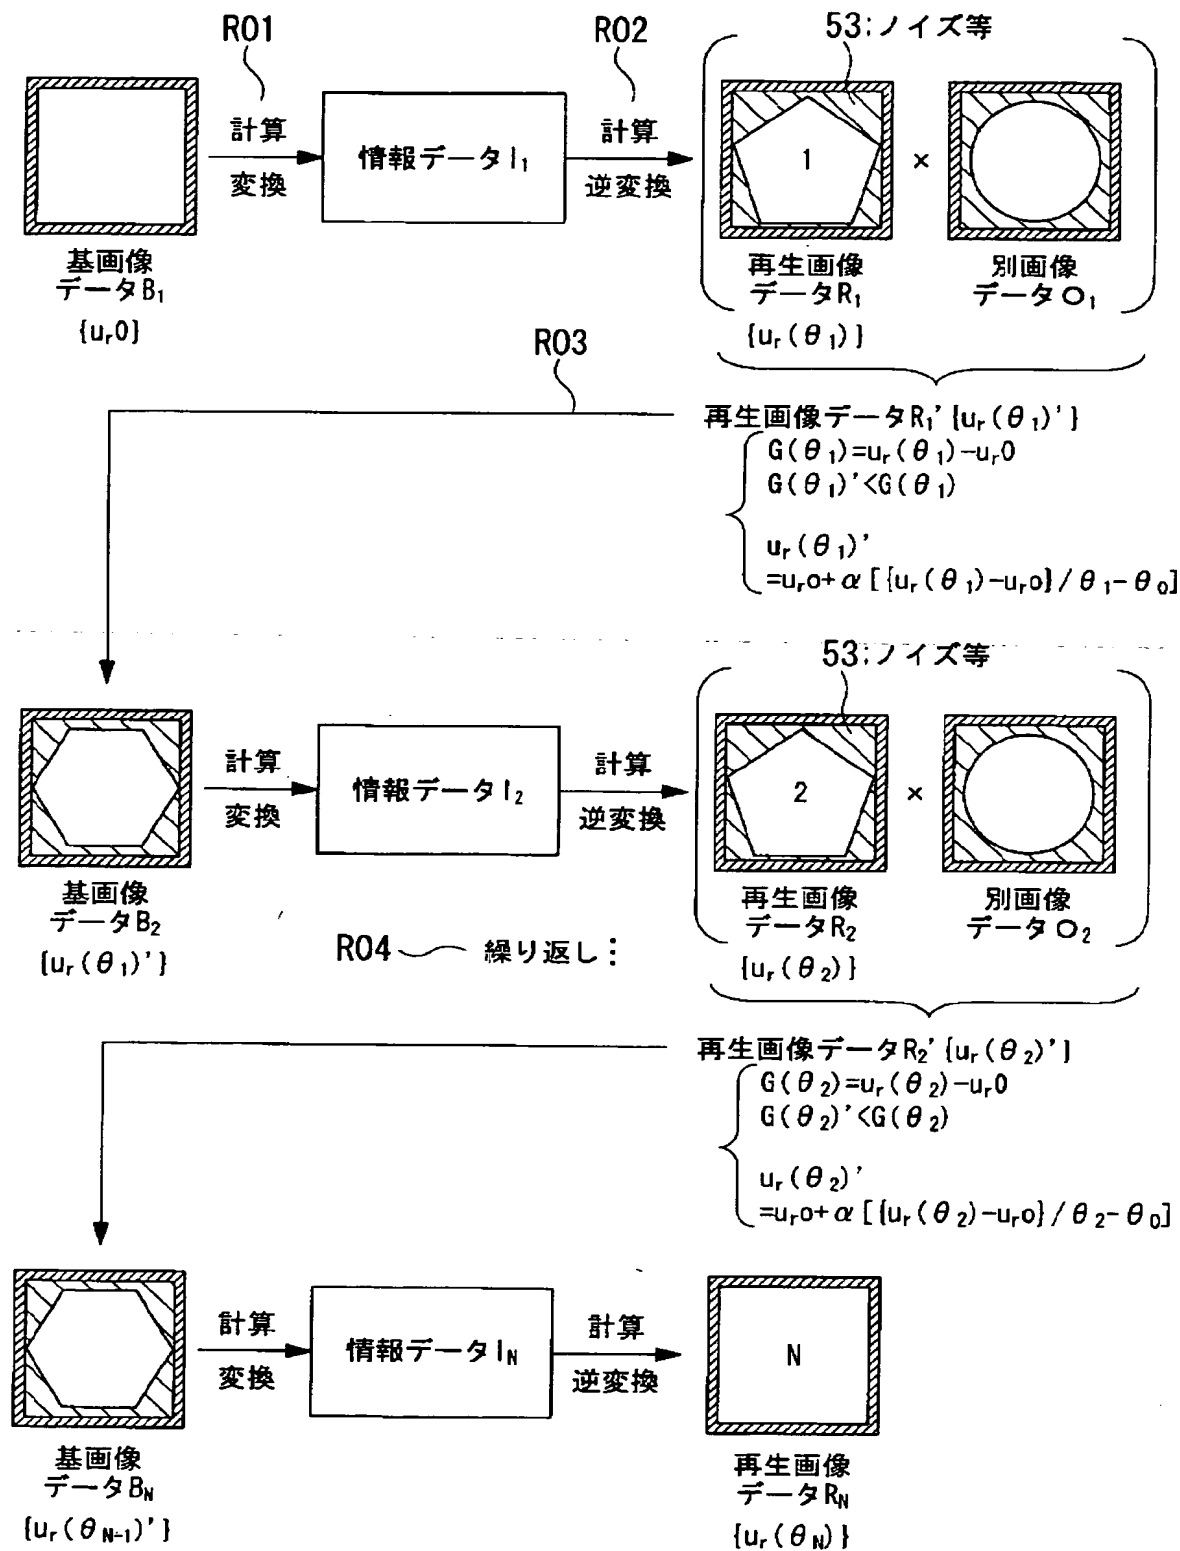 R01
R02
53:ノイズ等
計算
変換
情報データI₁
計算
逆変換
1
×
基画像
データB₁
{uᵣ0}
再生画像
データR₁
{uᵣ(θ₁)}
別画像
データO₁
R03
再生画像データR₁'{uᵣ(θ₁)'}
G(θ₁)=uᵣ(θ₁)-uᵣ0
G(θ₁)'<G(θ₁)
uᵣ(θ₁)'
=uᵣo+α[{uᵣ(θ₁)-uᵣo}/θ₁-θ₀]
53:ノイズ等
計算
変換
情報データI₂
計算
逆変換
2
×
基画像
データB₂
{uᵣ(θ₁)'}
再生画像
データR₂
{uᵣ(θ₂)}
別画像
データO₂
R04 繰り返し⋮
再生画像データR₂'{uᵣ(θ₂)'}
G(θ₂)=uᵣ(θ₂)-uᵣ0
G(θ₂)'<G(θ₂)
uᵣ(θ₂)'
=uᵣo+α[{uᵣ(θ₂)-uᵣo}/θ₂-θ₀]
計算
変換
情報データI_N
計算
逆変換
N
基画像
データB_N
{uᵣ(θ_N-1)'}
再生画像
データR_N
{uᵣ(θ_N)}